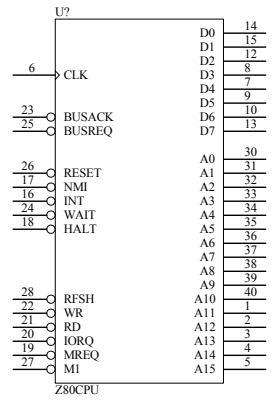 U?
D0 14
D1 15
D2 12
6 CLK D3 8
D4 7
D5 9
23 BUSACK D6 10
25 BUSREQ D7 13
A0 30
26 RESET A1 31
17 NMI A2 32
16 INT A3 33
24 WAIT A4 34
18 HALT A5 35
A6 36
A7 37
A8 38
A9 39
28 RFSH A10 40
22 WR A11 1
21 RD A12 2
20 IORQ A13 3
19 MREQ A14 4
27 M1 A15 5
Z80CPU